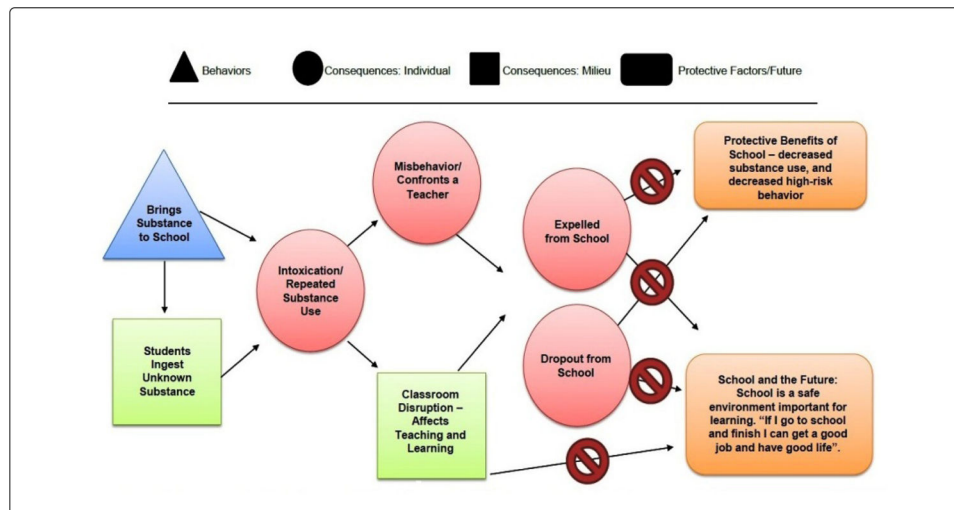 Behaviors
Consequences: Individual
Consequences: Milieu
Protective Factors/Future
Brings
Substance
to School
Students
Ingest
Unknown
Substance
Intoxication/
Repeated
Substance
Use
Misbehavior/
Confronts a
Teacher
Classroom
Disruption –
Affects
Teaching and
Learning
Expelled
from School
Dropout from
School
Protective Benefits of
School – decreased
substance use, and
decreased high-risk
behavior
School and the Future:
School is a safe
environment important for
learning. “If I go to school
and finish I can get a good
job and have good life”.